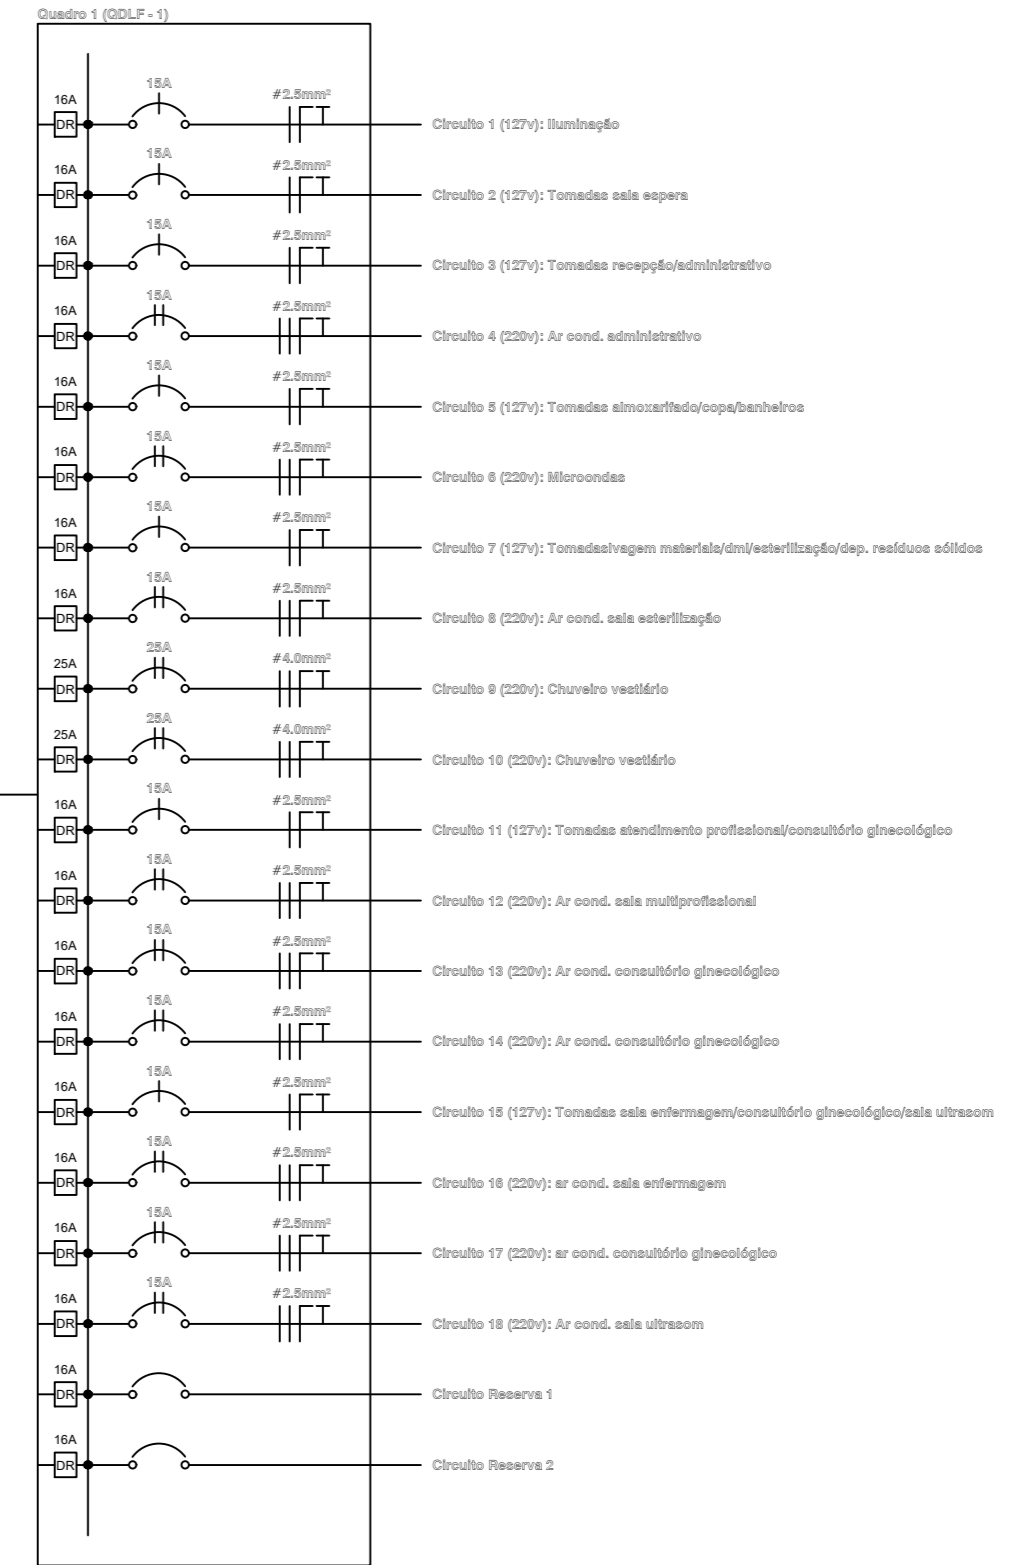 Quadro 1 (QDLF - 1)
15A
16A
#2.5mm²
DR
Circuito 1 (127v): Iluminação
15A
16A
#2.5mm²
DR
Circuito 2 (127v): Tomadas sala espera
15A
16A
#2.5mm²
DR
Circuito 3 (127v): Tomadas recepção/administrativo
15A
16A
#2.5mm²
DR
Circuito 4 (220v): Ar cond. administrativo
15A
16A
#2.5mm²
DR
Circuito 5 (127v): Tomadas almoxarifado/copa/banheiros
15A
16A
#2.5mm²
DR
Circuito 6 (220v): Microondas
15A
16A
#2.5mm²
DR
Circuito 7 (127v): Tomadaslvagem materiais/dml/esterilização/dep. resíduos sólidos
15A
16A
#2.5mm²
DR
Circuito 8 (220v): Ar cond. sala esterilização
25A
25A
#4.0mm²
DR
Circuito 9 (220v): Chuveiro vestiário
25A
25A
#4.0mm²
DR
Circuito 10 (220v): Chuveiro vestiário
15A
16A
#2.5mm²
DR
Circuito 11 (127v): Tomadas atendimento profissional/consultório ginecológico
15A
16A
#2.5mm²
DR
Circuito 12 (220v): Ar cond. sala multiprofissional
15A
16A
#2.5mm²
DR
Circuito 13 (220v): Ar cond. consultório ginecológico
15A
16A
#2.5mm²
DR
Circuito 14 (220v): Ar cond. consultório ginecológico
15A
16A
#2.5mm²
DR
Circuito 15 (127v): Tomadas sala enfermagem/consultório ginecológico/sala ultrasom
15A
16A
#2.5mm²
DR
Circuito 16 (220v): ar cond. sala enfermagem
15A
16A
#2.5mm²
DR
Circuito 17 (220v): ar cond. consultório ginecológico
15A
16A
#2.5mm²
DR
Circuito 18 (220v): Ar cond. sala ultrasom
16A
DR
Circuito Reserva 1
16A
DR
Circuito Reserva 2